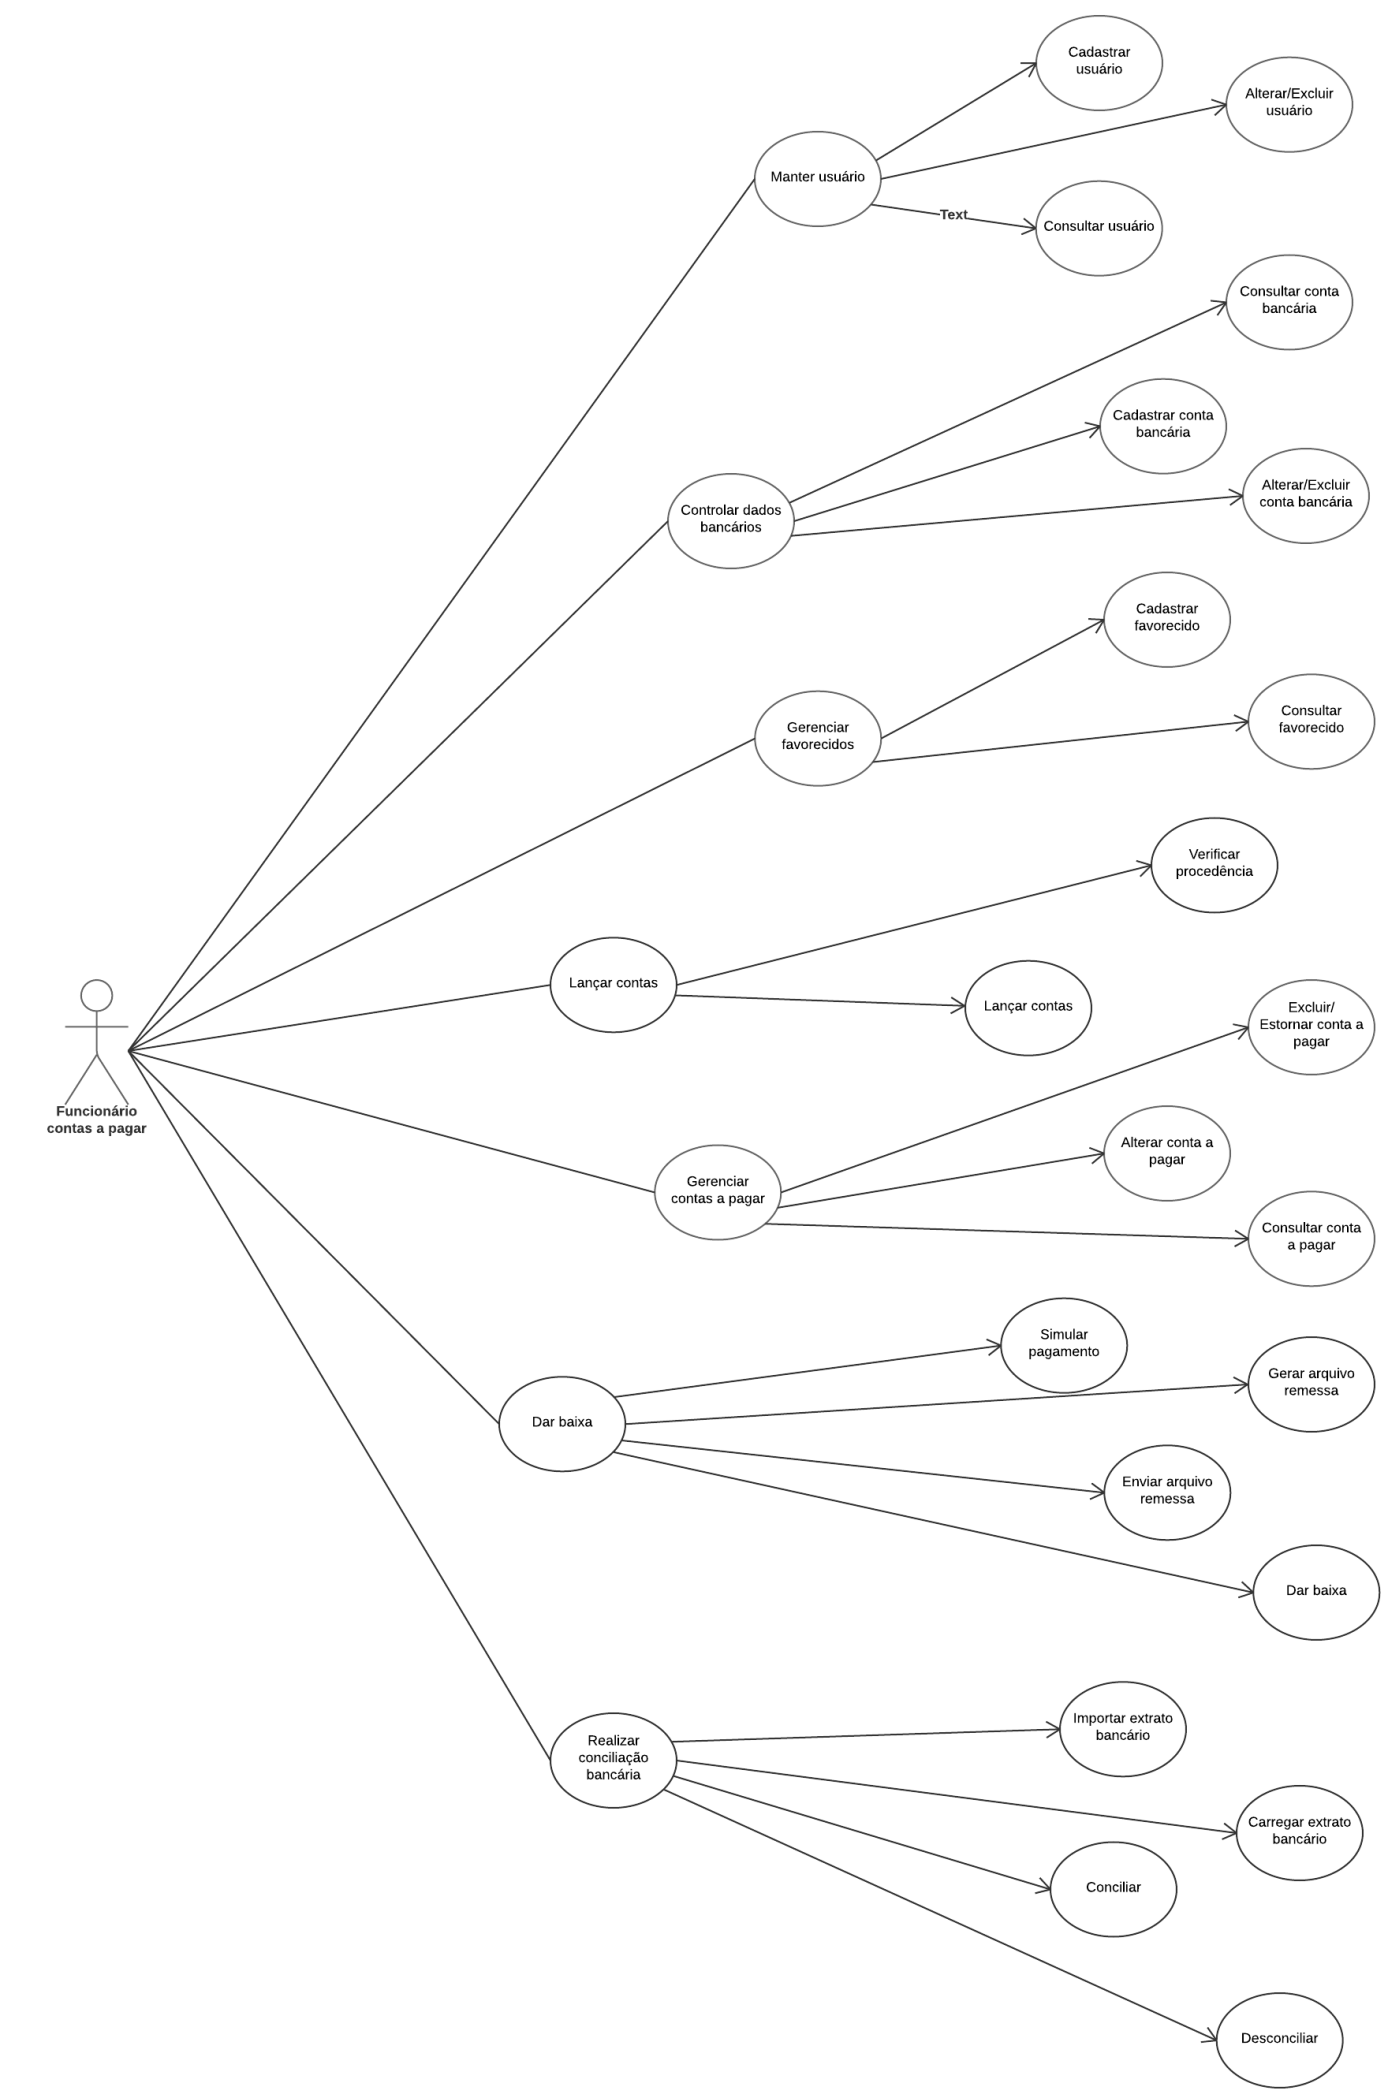 Cadastrar
usuário
Alterar/Excluir
usuário
Manter usuário
Text
Consultar usuário
Consultar conta
bancária
Cadastrar conta
bancária
Alterar/Excluir
conta bancária
Controlar dados
bancários
Cadastrar
favorecido
Consultar
favorecido
Gerenciar
favorecidos
Verificar
procedência
Lançar contas
Lançar contas
Excluir/
Estornar conta a
pagar
Funcionário
contas a pagar
Alterar conta a
pagar
Gerenciar
contas a pagar
Consultar conta
a pagar
Simular
pagamento
Gerar arquivo
remessa
Dar baixa
Enviar arquivo
remessa
Dar baixa
Importar extrato
bancário
Realizar
conciliação
bancária
Carregar extrato
bancário
Conciliar
Desconciliar